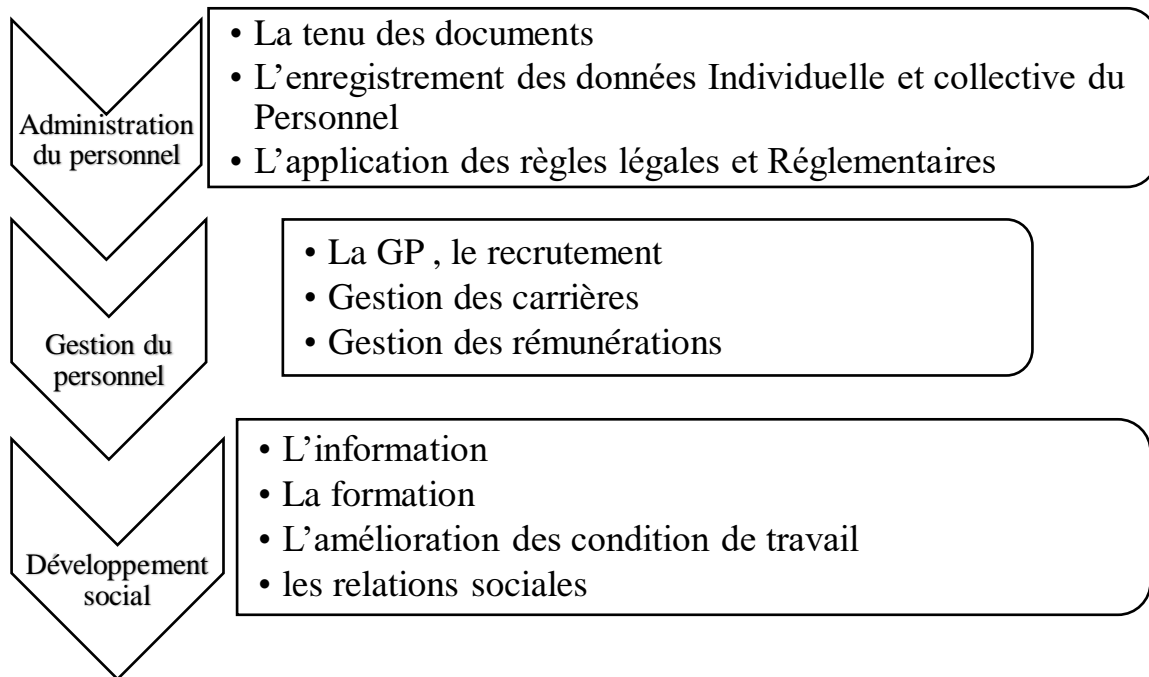 Administration
du personnel
• La tenu des documents
• L’enregistrement des données Individuelle et collective du
Personnel
• L’application des règles légales et Réglementaires
Gestion du
personnel
• La GP , le recrutement
• Gestion des carrières
• Gestion des rémunérations
Développement
social
• L’information
• La formation
• L’amélioration des condition de travail
• les relations sociales